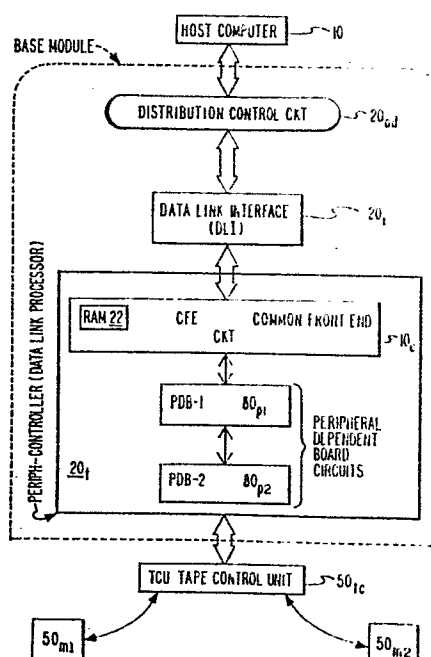 HOST COMPUTER
10
BASE MODULE
DISTRIBUTION CONTROL CKT
20od
DATA LINK INTERFACE
(DLI)
20i
PERIPH-CONTROLLER (DATA LINK PROCESSOR)
RAM 22 CFE COMMON FRONT END
CKT
10c
PDB-1 80p1
PDB-2 80p2
PERIPHERAL
DEPENDENT
BOARD
CIRCUITS
20t
TCU TAPE CONTROL UNIT
50tc
50m1
50m2